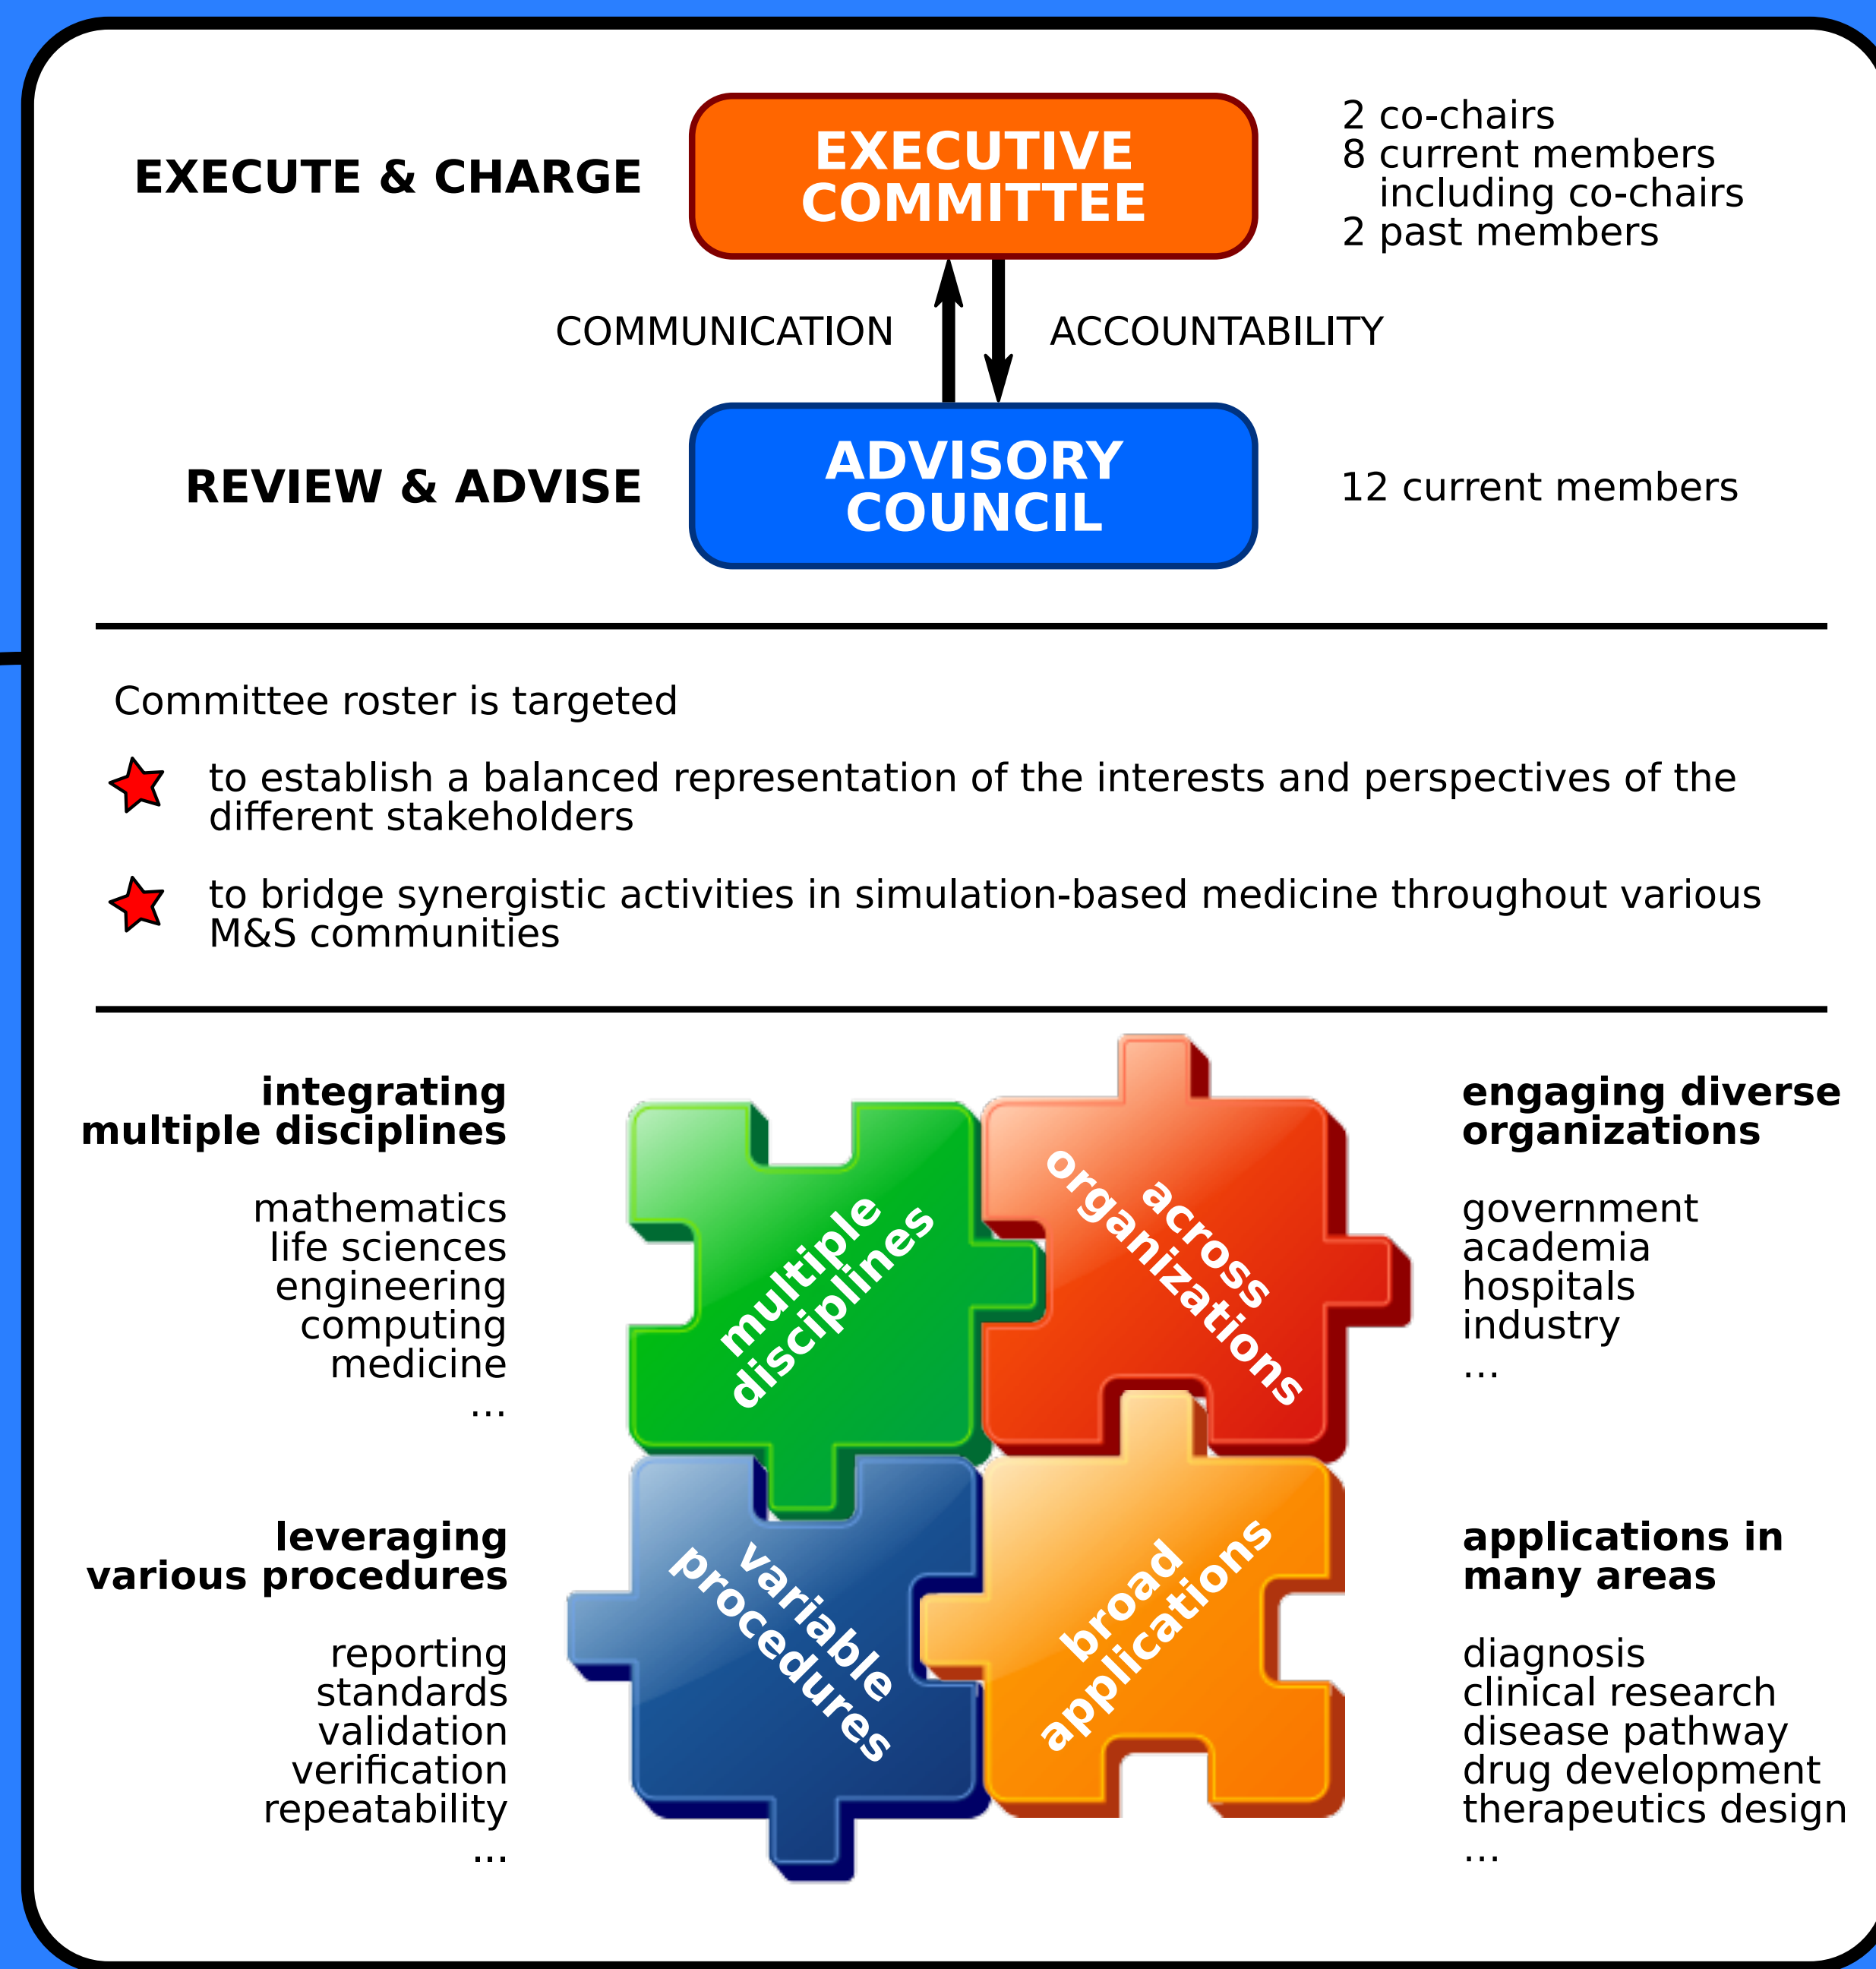 EXECUTE & CHARGE
EXECUTIVE
COMMITTEE
2 co-chairs
8 current members
including co-chairs
2 past members
COMMUNICATION
ACCOUNTABILITY
REVIEW & ADVISE
ADVISORY
COUNCIL
12 current members
Committee roster is targeted
to establish a balanced representation of the interests and perspectives of the
different stakeholders
to bridge synergistic activities in simulation-based medicine throughout various
M&S communities
integrating
multiple disciplines
mathematics
life sciences
engineering
computing
medicine
...
multiple
disciplines
across
organizations
engaging diverse
organizations
government
academia
hospitals
industry
...
leveraging
various procedures
reporting
standards
validation
verification
repeatability
...
variable
procedures
broad
applications
applications in
many areas
diagnosis
clinical research
disease pathway
drug development
therapeutics design
...